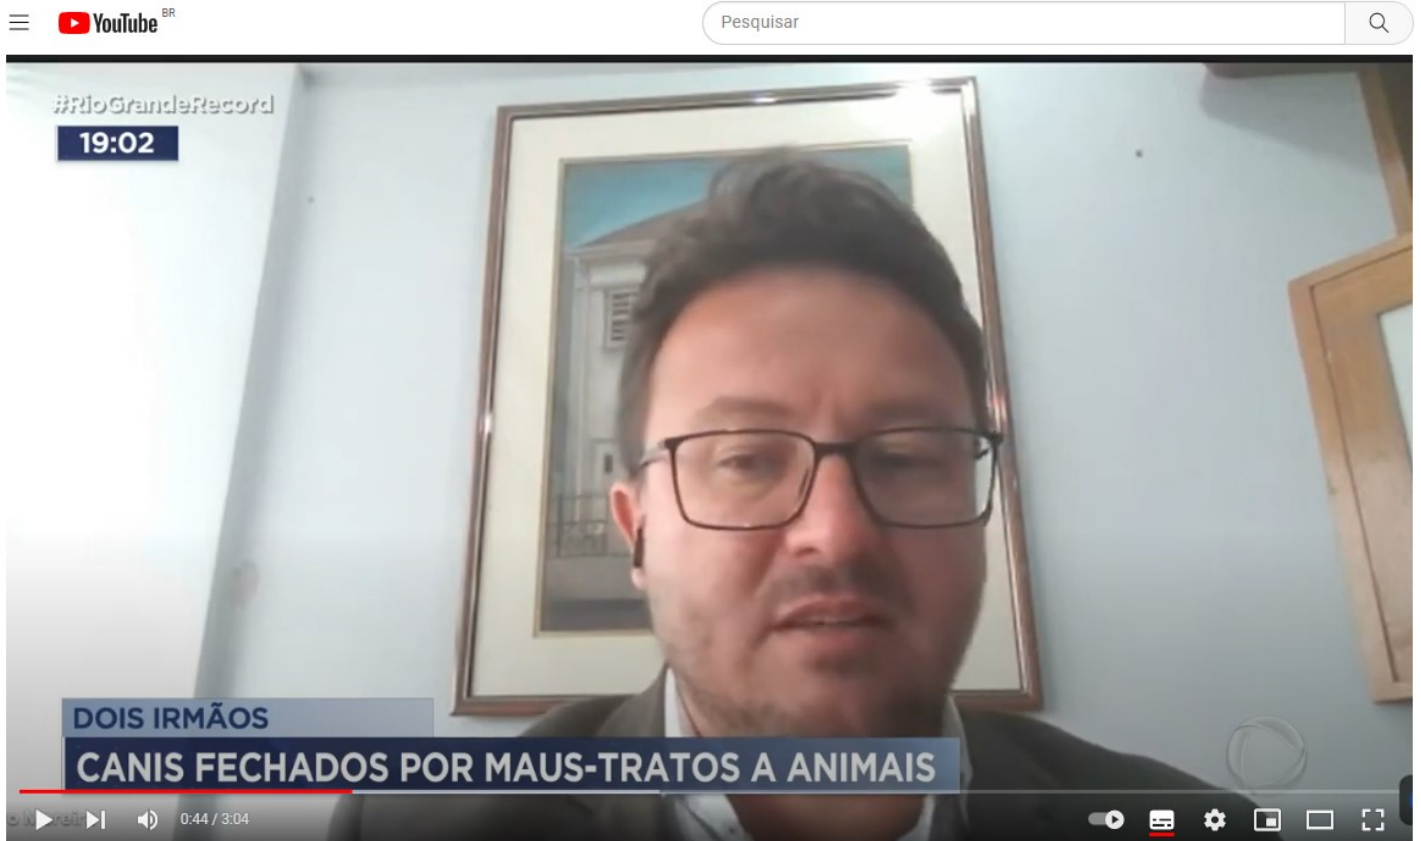 YouTube BR
Pesquisar
#RioGrandeRecord
19:02
DOIS IRMÃOS
CANIS FECHADOS POR MAUS-TRATOS A ANIMAIS
0:44 / 3:04